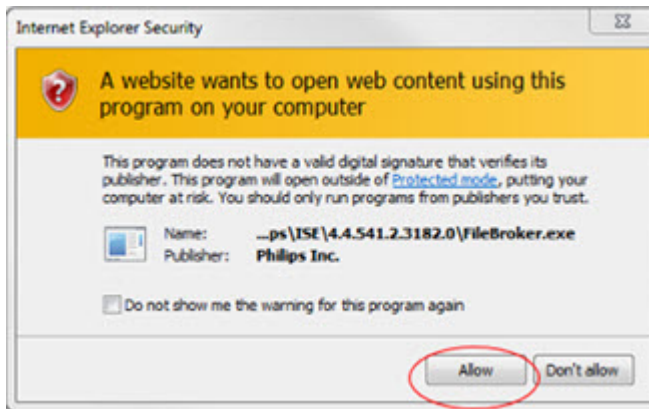 Internet Explorer Security
A website wants to open web content using this
program on your computer
This program does not have a valid digital signature that verifies its
publisher. This program will open outside of Protected mode, putting your
computer at risk. You should only run programs from publishers you trust.
Name: ...ps\ISE\4.4.541.2.3182.0\FileBroker.exe
Publisher: Philips Inc.
Do not show me the warning for this program again
Allow Don't allow